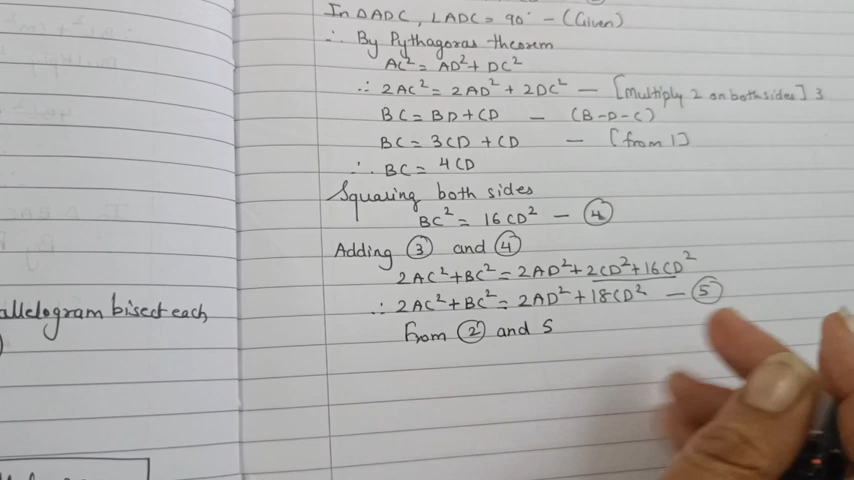 In △ADC, ∠ADC = 90° - (Given)
∴ By Pythagoras theorem
AC² = AD² + DC²
∴ 2AC² = 2AD² + 2DC² - [multiply 2 on both sides] 3
BC = BD + CD - (B-D-C)
BC = 3CD + CD - [from 1]
∴ BC = 4CD
Squaring both sides
BC² = 16CD² - ④
Adding ③ and ④
2AC² + BC² = 2AD² + 2CD² + 16CD²
∴ 2AC² + BC² = 2AD² + 18CD² - ⑤
From ② and 5
allelogram bisect each